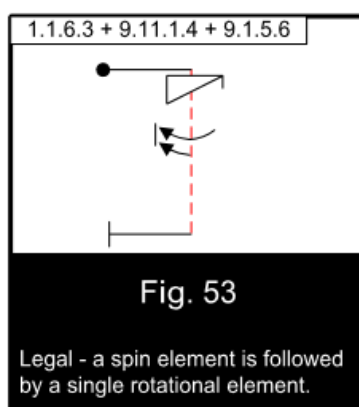 1.1.6.3 + 9.11.1.4 + 9.1.5.6
Fig. 53
Legal - a spin element is followed
by a single rotational element.